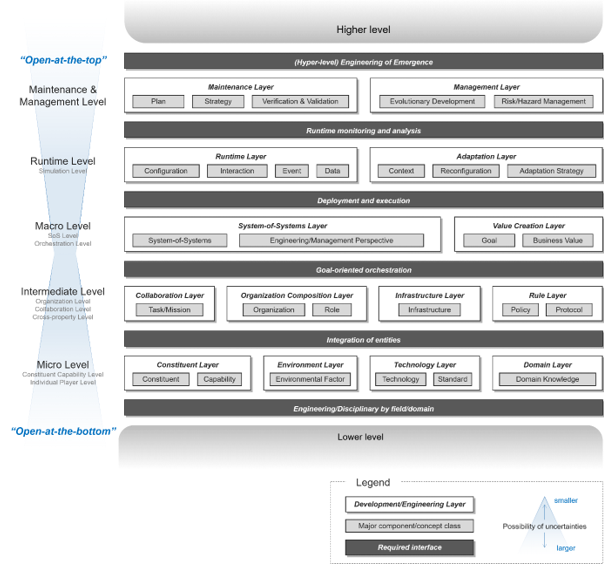 Higher level
“Open-at-the-top”
(Hyper-level) Engineering of Emergence
Maintenance &
Management Level
Maintenance Layer
Plan
Strategy
Verification & Validation
Management Layer
Evolutionary Development
Risk/Hazard Management
Runtime monitoring and analysis
Runtime Level
Simulation Level
Runtime Layer
Configuration
Interaction
Event
Data
Adaptation Layer
Context
Reconfiguration
Adaptation Strategy
Deployment and execution
Macro Level
SoS Level
Orchestration Level
System-of-Systems Layer
System-of-Systems
Engineering/Management Perspective
Value Creation Layer
Goal
Business Value
Goal-oriented orchestration
Intermediate Level
Organization Level
Collaboration Level
Cross-property Level
Collaboration Layer
Task/Mission
Organization Composition Layer
Organization
Role
Infrastructure Layer
Infrastructure
Rule Layer
Policy
Protocol
Integration of entities
Micro Level
Constituent Capability Level
Individual Player Level
Constituent Layer
Constituent
Capability
Environment Layer
Environmental Factor
Technology Layer
Technology
Standard
Domain Layer
Domain Knowledge
Engineering/Disciplinary by field/domain
“Open-at-the-bottom”
Lower level
Legend
Development/Engineering Layer
Major component/concept class
Required interface
smaller
Possibility of uncertainties
larger